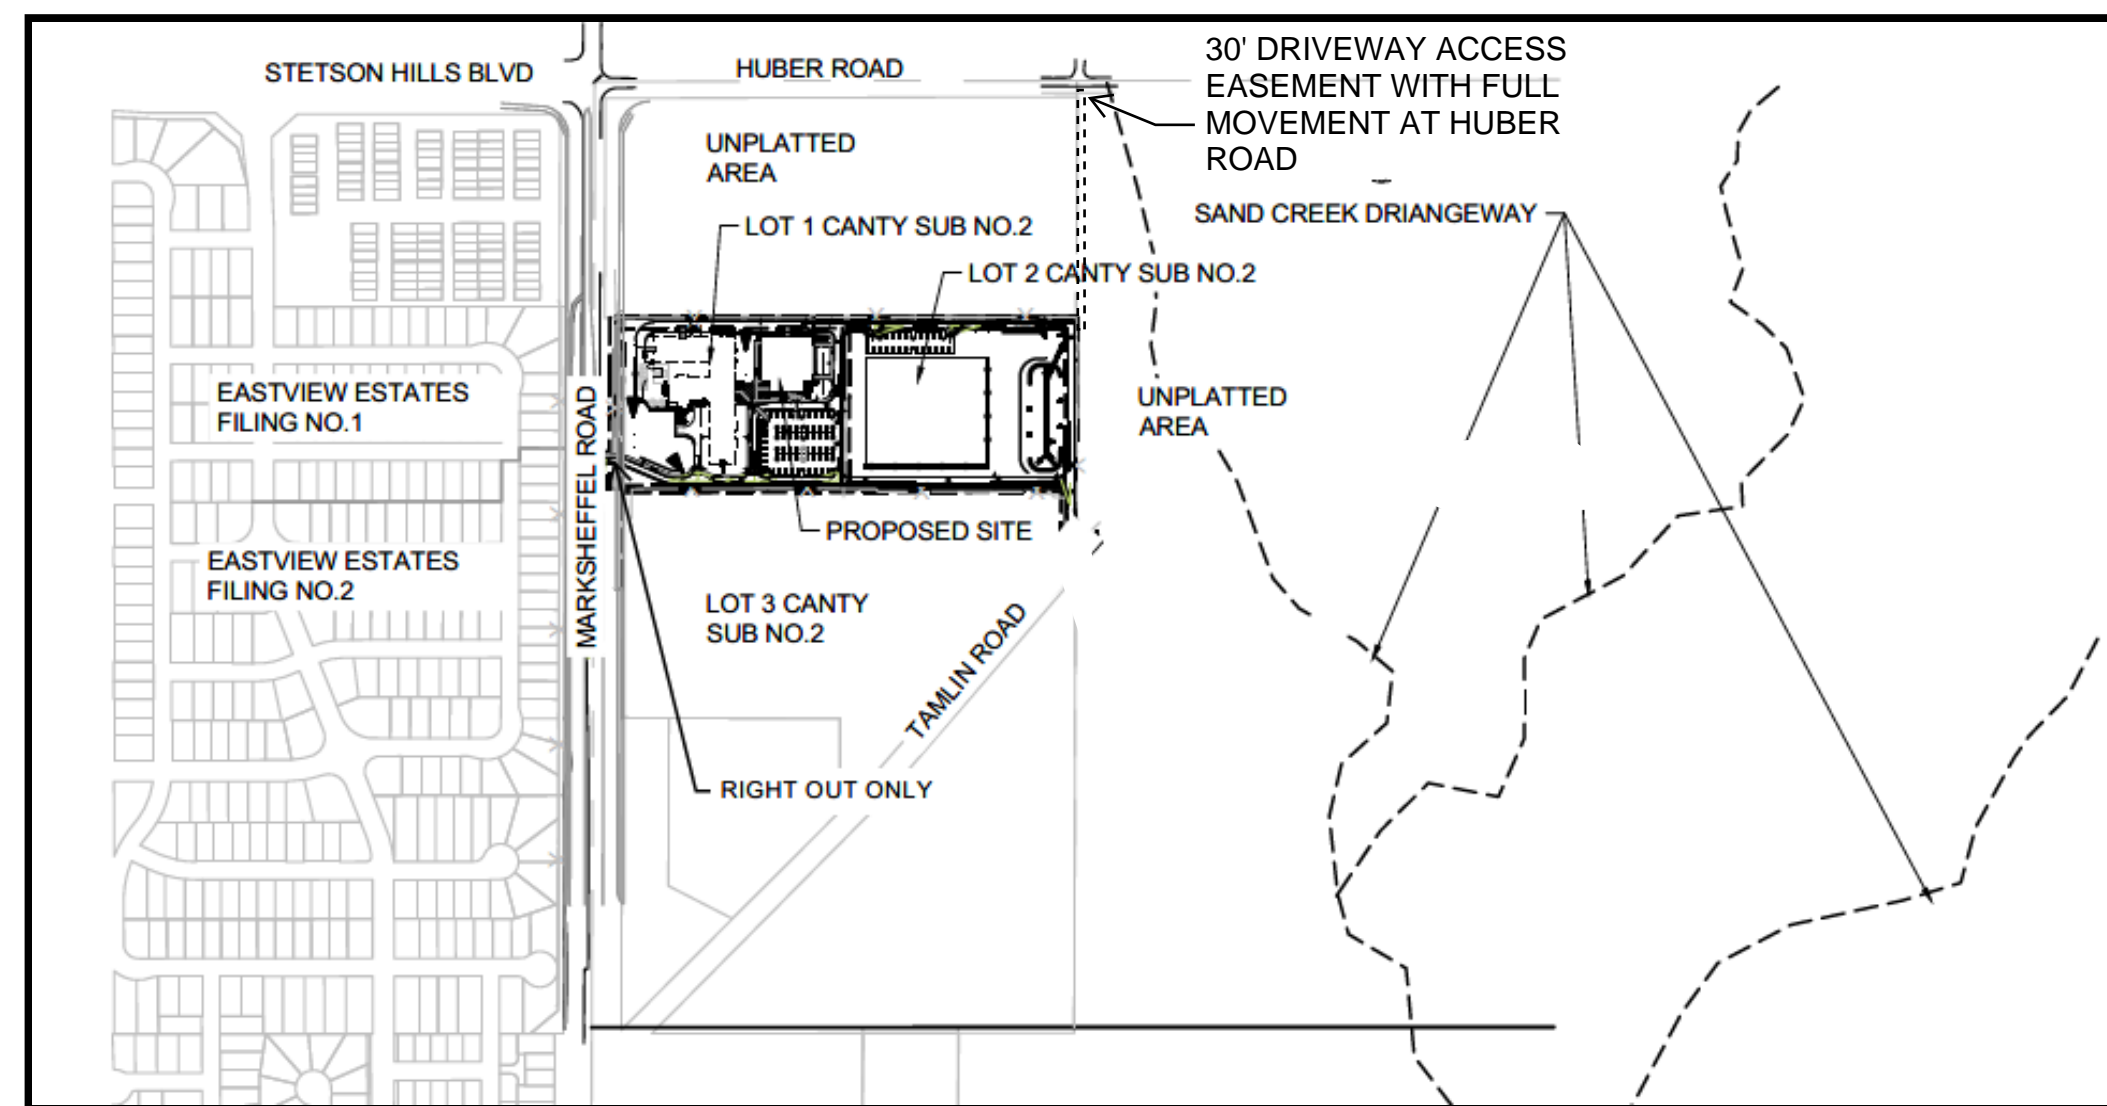 STETSON HILLS BLVD
HUBER ROAD
30' DRIVEWAY ACCESS
EASEMENT WITH FULL
MOVEMENT AT HUBER
ROAD
UNPLATTED
AREA
SAND CREEK DRIANGEWAY
LOT 1 CANTY SUB NO.2
LOT 2 CANTY SUB NO.2
EASTVIEW ESTATES
FILING NO.1
MARKSHEFFEL ROAD
UNPLATTED
AREA
PROPOSED SITE
EASTVIEW ESTATES
FILING NO.2
LOT 3 CANTY
SUB NO.2
TAMLIN ROAD
RIGHT OUT ONLY